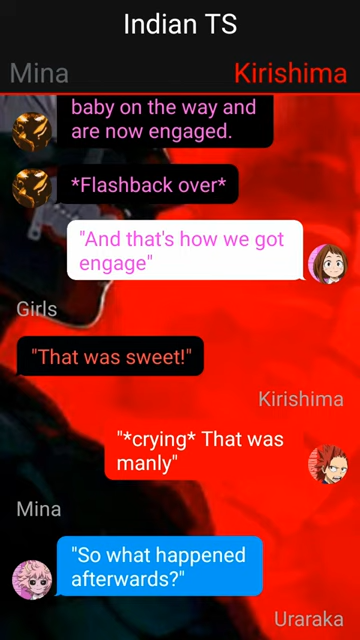 Indian TS
Mina
Kirishima
baby on the way and
are now engaged.
*Flashback over*
"And that's how we got
engage"
Girls
"That was sweet!"
Kirishima
"*crying* That was
manly"
Mina
"So what happened
afterwards?"
Uraraka